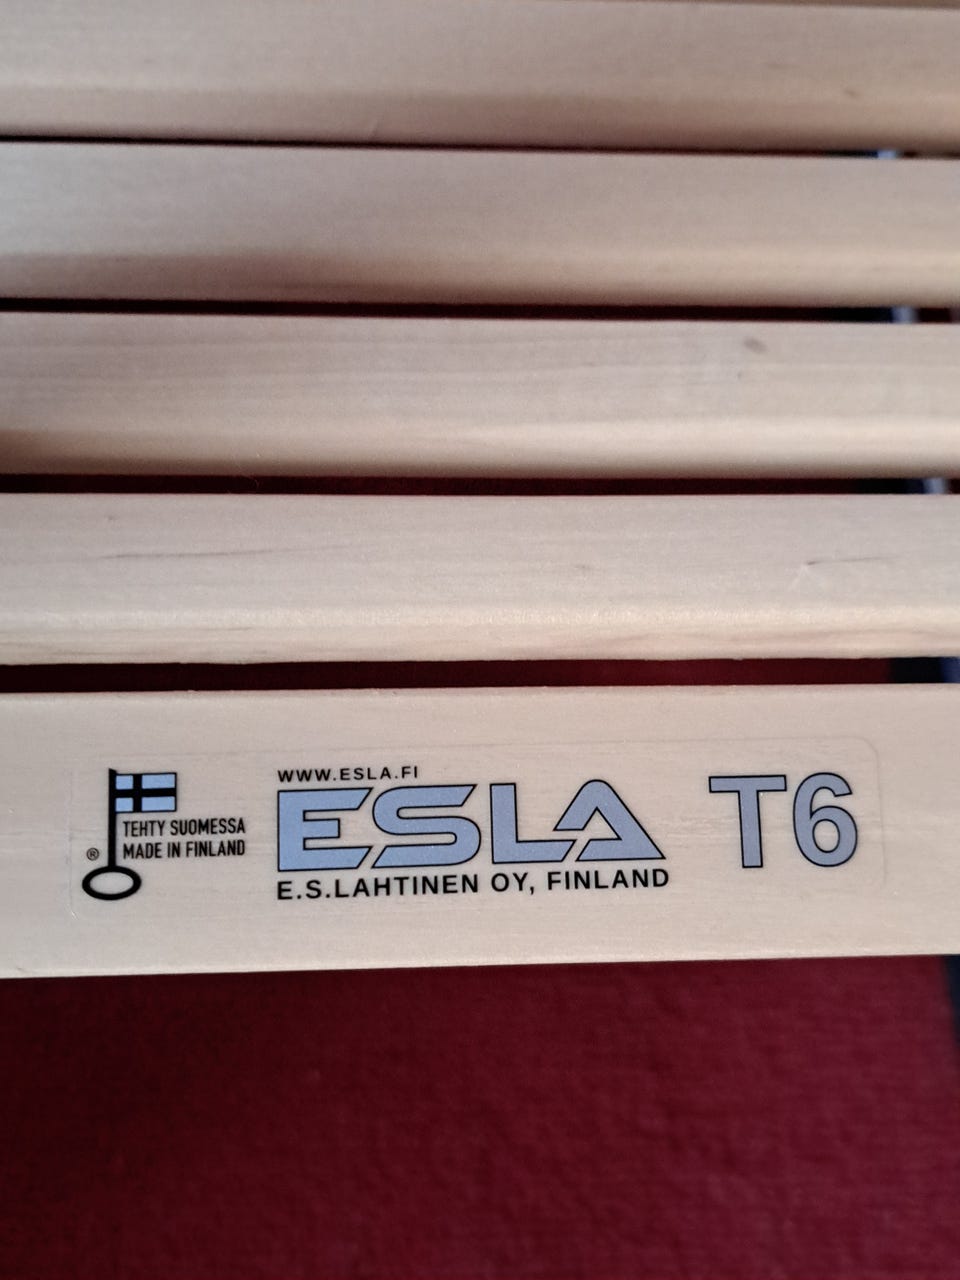 TEHTY SUOMESSA
® MADE IN FINLAND
WWW.ESLA.FI
ESLA
E.S.LAHTINEN OY, FINLAND
T6